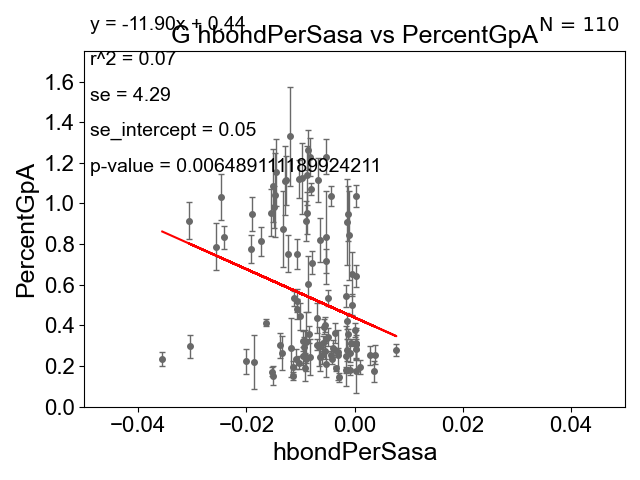 y = -11.90x + 0.44
N = 110
G hbondPerSasa vs PercentGpA
r^2 = 0.07
se = 4.29
se_intercept = 0.05
p-value = 0.006489111189924211
1.6
1.4
1.2
1.0
0.8
0.6
0.4
0.2
0.0
PercentGpA
−0.04 −0.02 0.00 0.02 0.04
hbondPerSasa